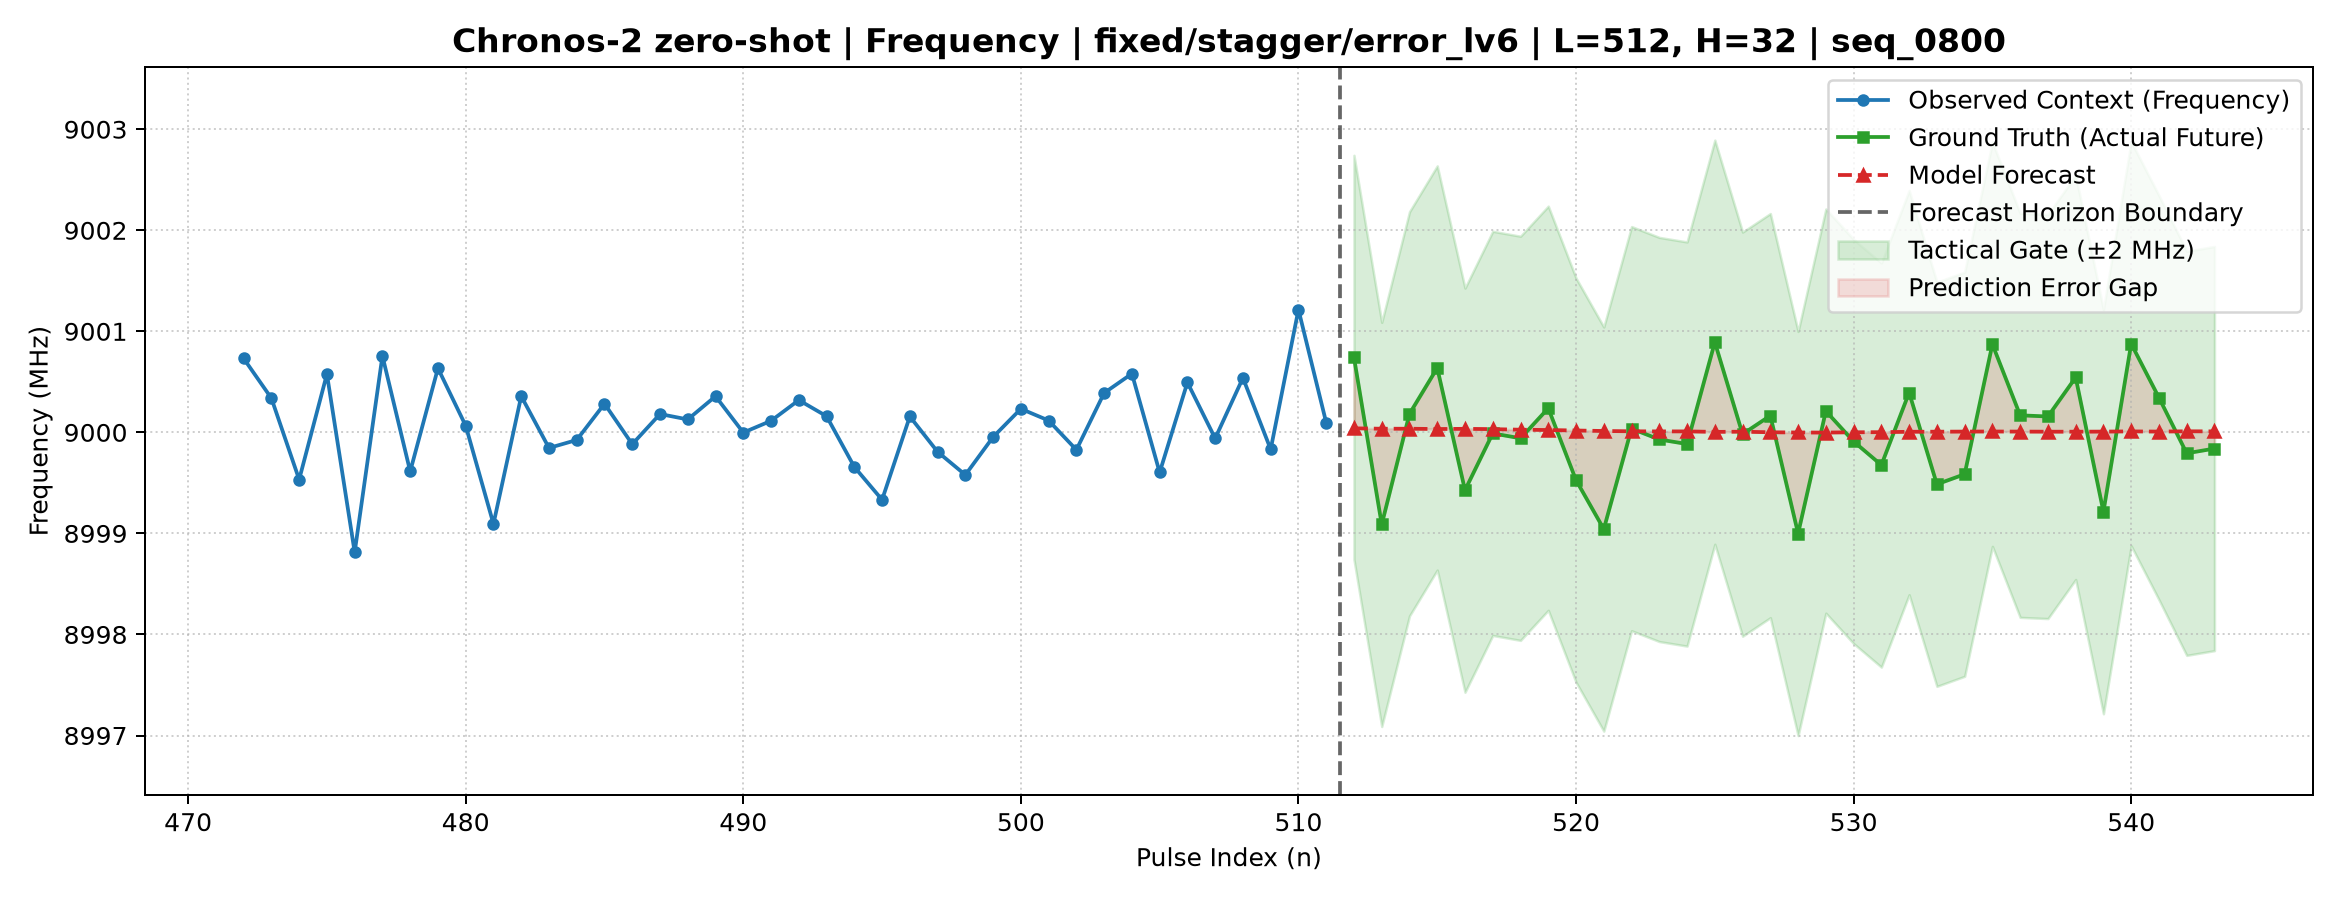 Chronos-2 zero-shot | Frequency | fixed/stagger/error_lv6 | L=512, H=32 | seq_0800
Observed Context (Frequency)
Ground Truth (Actual Future)
Model Forecast
Forecast Horizon Boundary
Tactical Gate (±2 MHz)
Prediction Error Gap
Frequency (MHz)
9003
9002
9001
9000
8999
8998
8997
470 480 490 500 510 520 530 540
Pulse Index (n)